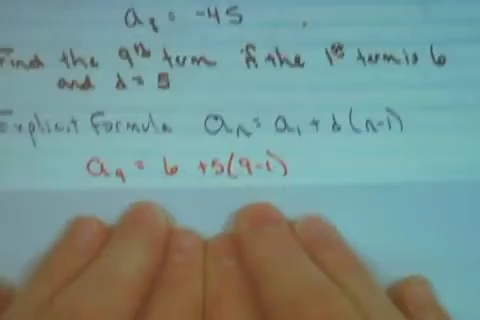 a₈ = -45
Find the 9th term if the 1st term is 6
and d = 5
Explicit Formula aₙ = a₁ + d(n-1)
a₉ = 6 +5(9-1)